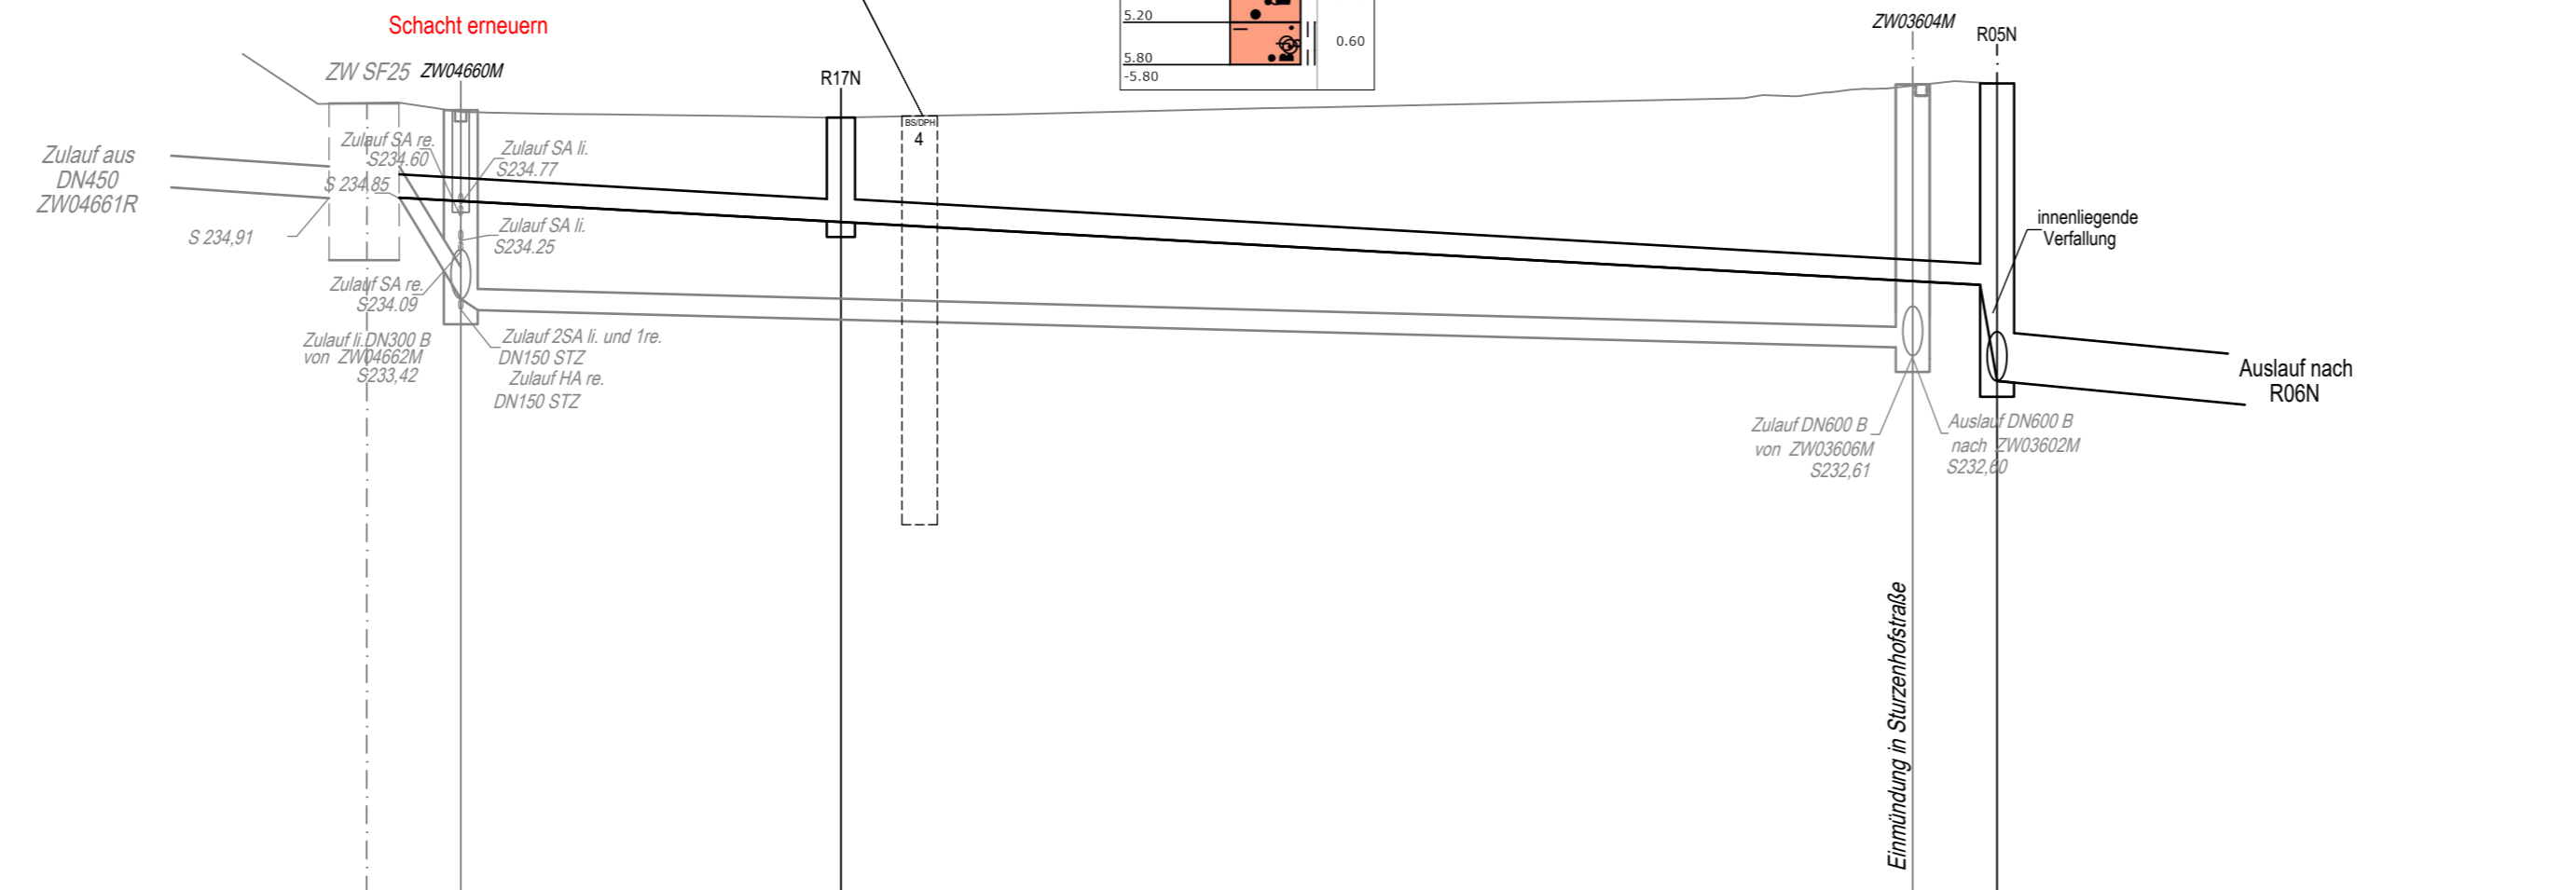 Schacht erneuern
5.20
5.80
-5.80
0.60
ZW03604M
R05N
ZW SF25
ZW04660M
R17N
BS/DPH
4
Zulauf aus
DN450
ZW04661R
Zulauf SA re.
S234.60
S 234.85
Zulauf SA li.
S234.77
S 234,91
Zulauf SA li.
S234.25
Zulauf SA re.
S234.09
Zulauf li.DN300 B
von ZW04662M
S233,42
Zulauf 2SA li. und 1re.
DN150 STZ
Zulauf HA re.
DN150 STZ
innenliegende
Verfallung
Auslauf nach
R06N
Zulauf DN600 B
von ZW03606M
S232,61
Auslauf DN600 B
nach ZW03602M
S232,60
Einmündung in Sturzenhofstraße